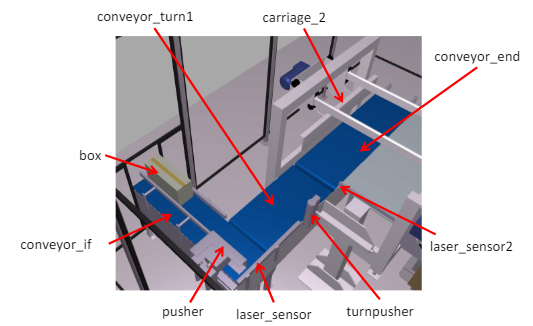 conveyor_turn1
carriage_2
conveyor_end
box
conveyor_if
laser_sensor2
pusher
laser_sensor
turnpusher